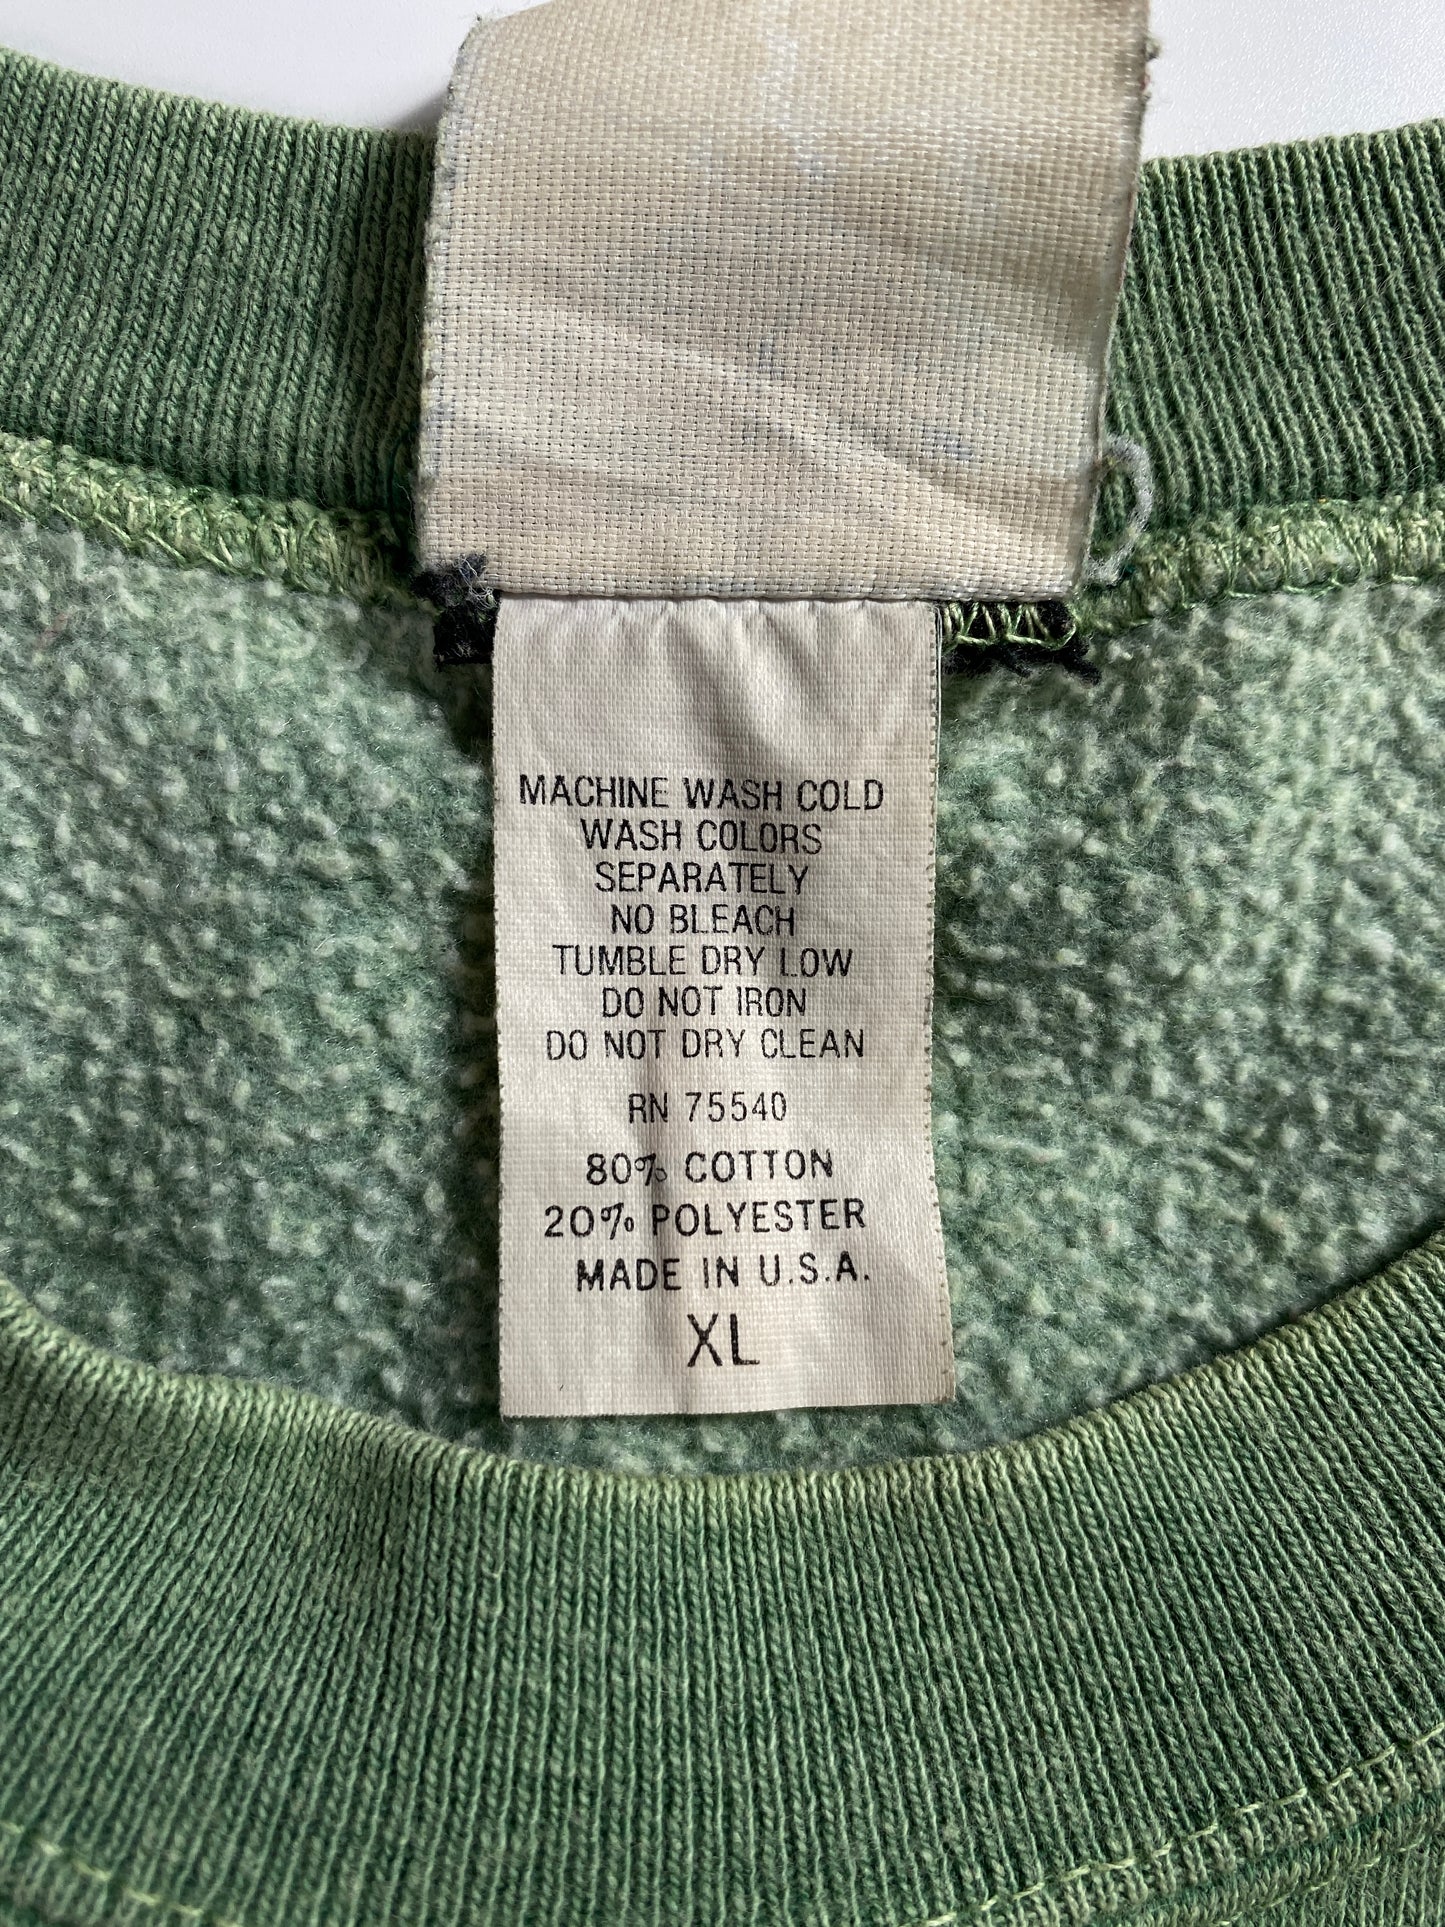 MACHINE WASH COLD
WASH COLORS
SEPARATELY
NO BLEACH
TUMBLE DRY LOW
DO NOT IRON
DO NOT DRY CLEAN
RN 75540
80% COTTON
20% POLYESTER
MADE IN U.S.A.
XL